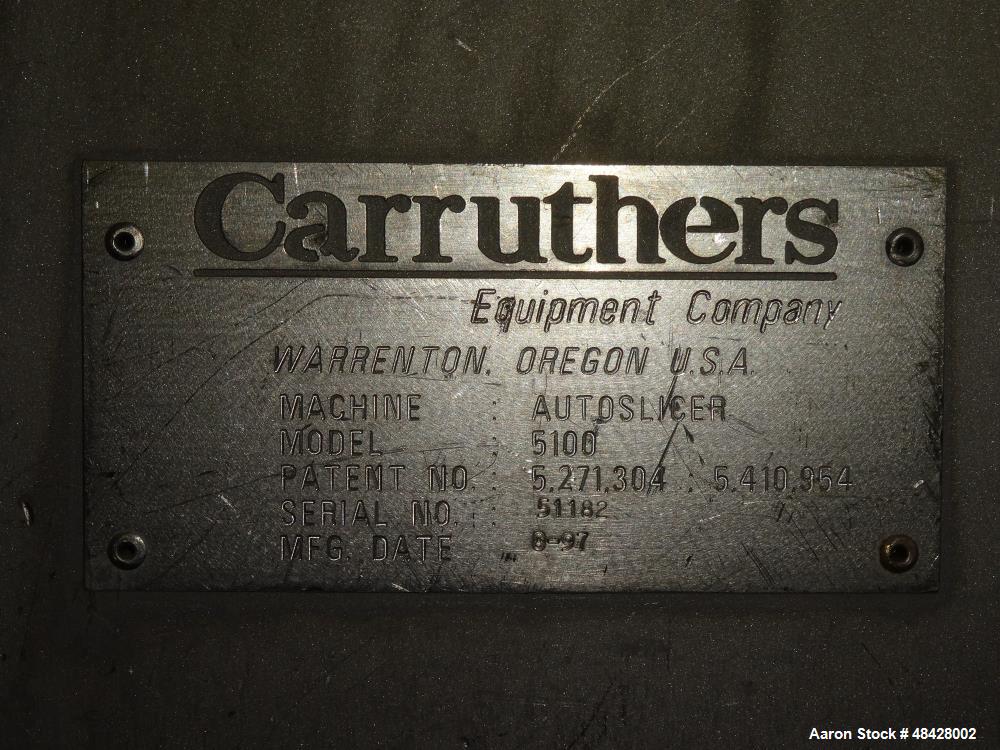 Carruthers
Equipment Company
WARRENTON, OREGON U.S.A.
MACHINE : AUTOSLICER
MODEL : 5100
PATENT NO. : 5,271,304 : 5,410,954
SERIAL NO. : 51182
MFG. DATE 8-97
Aaron Stock # 48428002